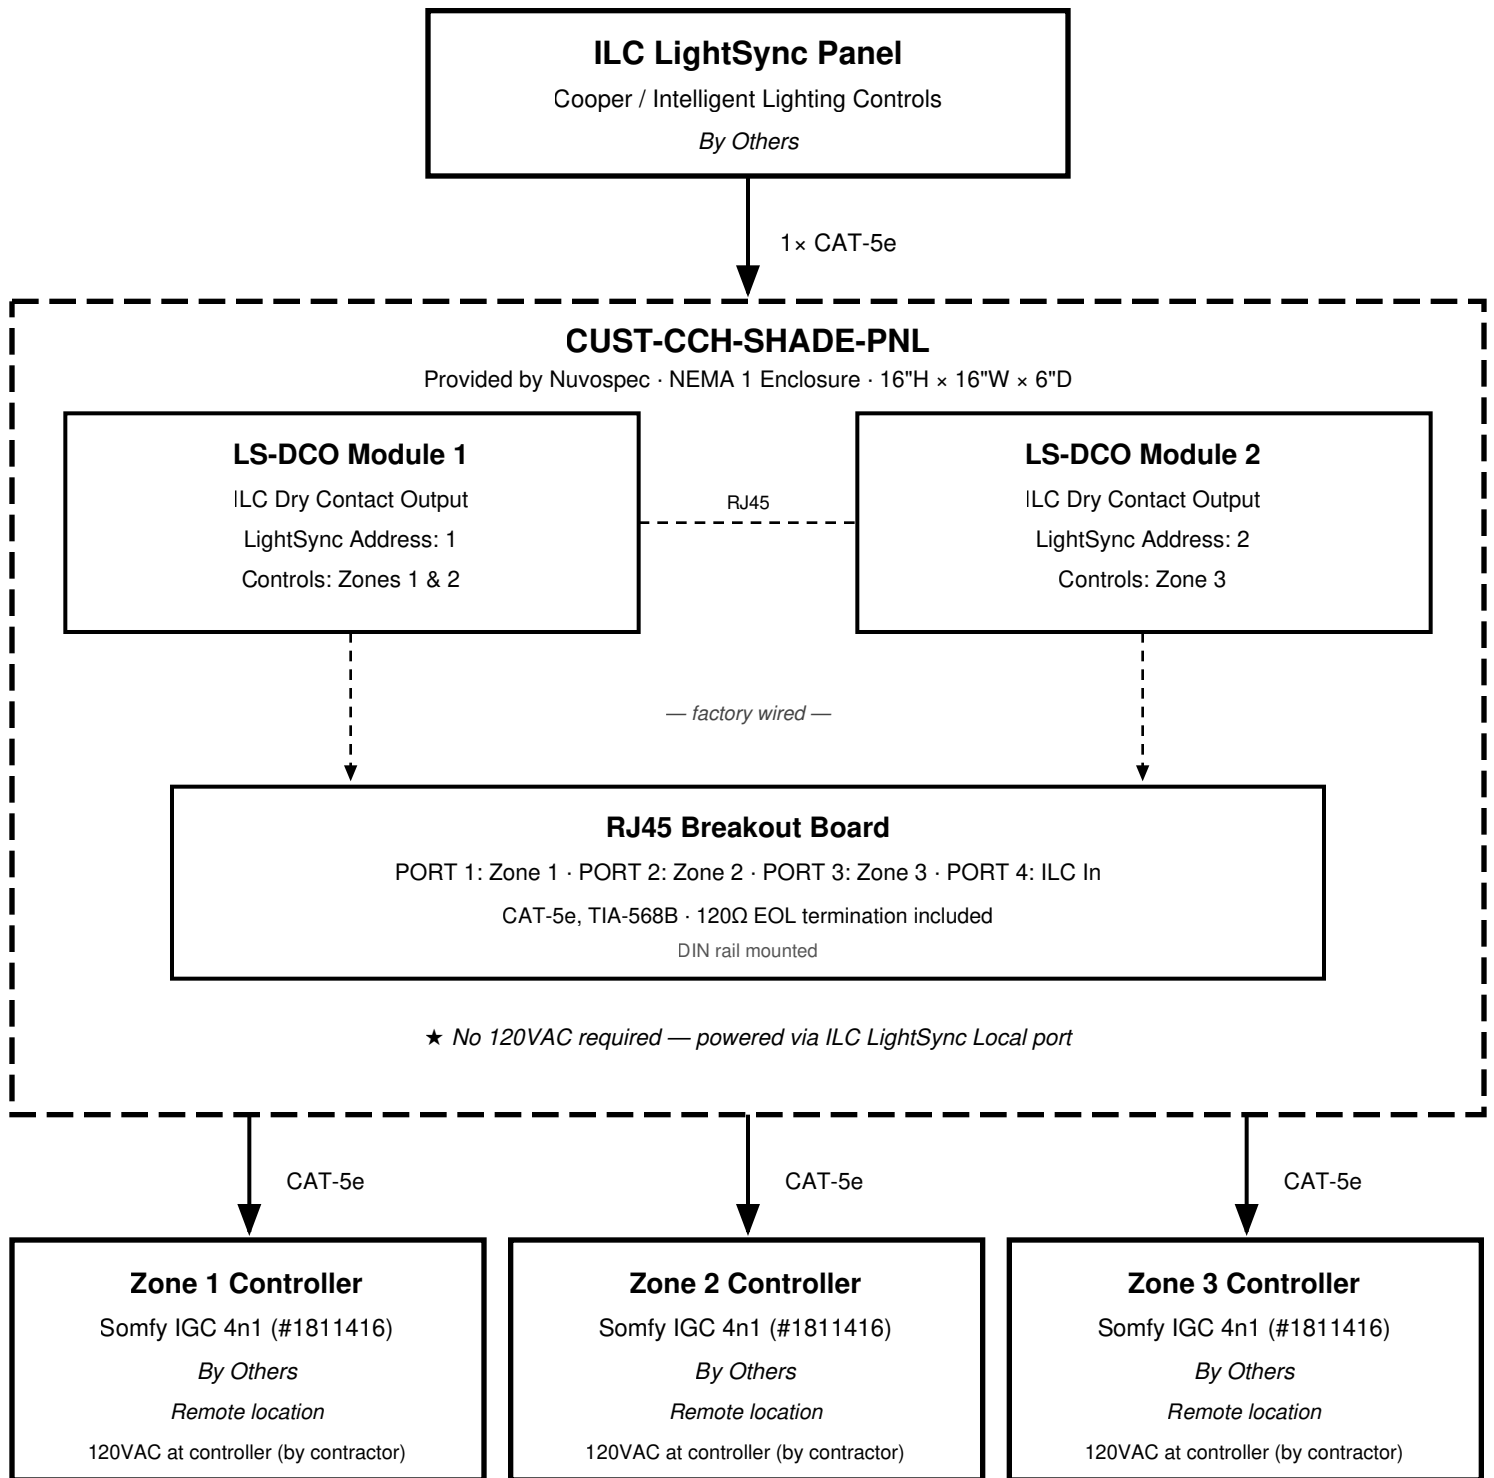 ILC LightSync Panel
Cooper / Intelligent Lighting Controls
By Others
1× CAT-5e
CUST-CCH-SHADE-PNL
Provided by Nuvospec · NEMA 1 Enclosure · 16"H × 16"W × 6"D
LS-DCO Module 1
ILC Dry Contact Output
LightSync Address: 1
Controls: Zones 1 & 2
RJ45
LS-DCO Module 2
ILC Dry Contact Output
LightSync Address: 2
Controls: Zone 3
— factory wired —
RJ45 Breakout Board
PORT 1: Zone 1 · PORT 2: Zone 2 · PORT 3: Zone 3 · PORT 4: ILC In
CAT-5e, TIA-568B · 120Ω EOL termination included
DIN rail mounted
★ No 120VAC required — powered via ILC LightSync Local port
CAT-5e
CAT-5e
CAT-5e
Zone 1 Controller
Somfy IGC 4n1 (#1811416)
By Others
Remote location
120VAC at controller (by contractor)
Zone 2 Controller
Somfy IGC 4n1 (#1811416)
By Others
Remote location
120VAC at controller (by contractor)
Zone 3 Controller
Somfy IGC 4n1 (#1811416)
By Others
Remote location
120VAC at controller (by contractor)